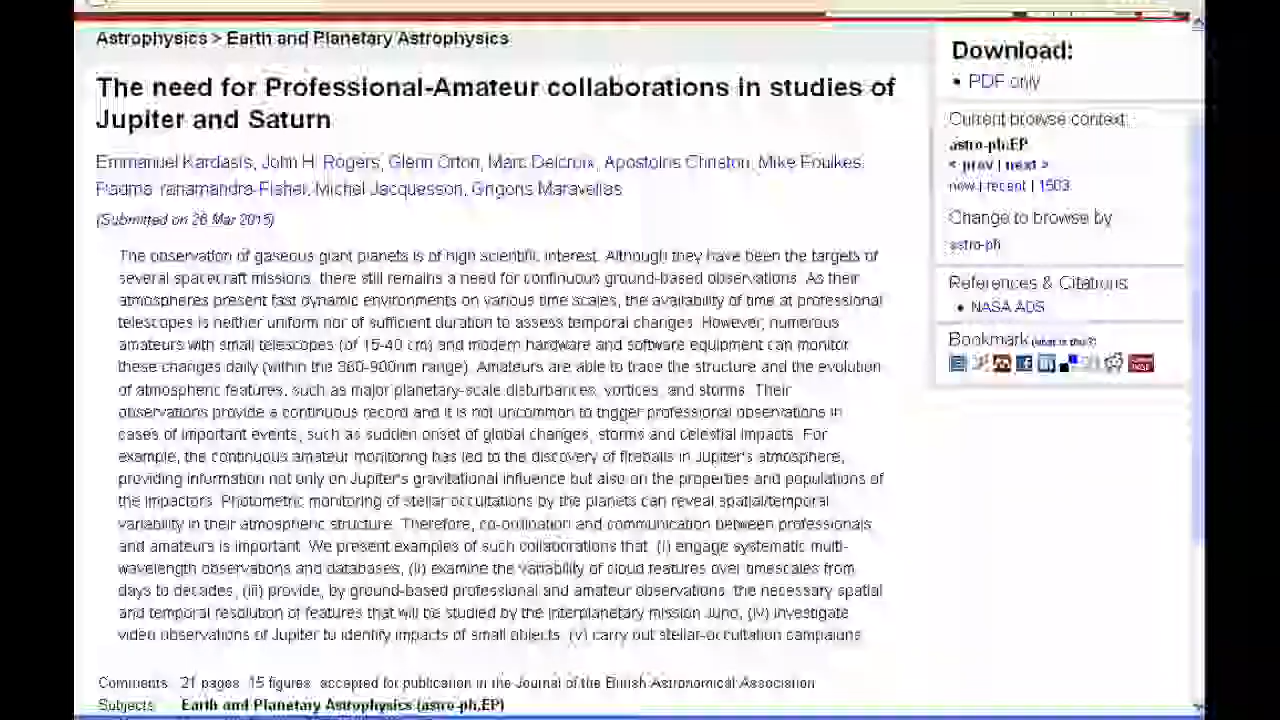 Astrophysics > Earth and Planetary Astrophysics
The need for Professional-Amateur collaborations in studies of
Jupiter and Saturn
Emmanuel Kardasis, John H. Rogers, Glenn Orton, Marc Delcroix, Apostolos Christou, Mike Foulkes,
Padma Yanamandra-Fisher, Michel Jacquesson, Grigoris Maravelias
(Submitted on 26 Mar 2015)
The observation of gaseous giant planets is of high scientific interest. Although they have been the targets of
several spacecraft missions, there still remains a need for continuous ground-based observations. As their
atmospheres present fast dynamic environments on various time scales, the availability of time at professional
telescopes is neither uniform nor of sufficient duration to assess temporal changes. However, numerous
amateurs with small telescopes (of 15-40 cm) and modern hardware and software equipment can monitor
these changes daily (within the 360-900nm range). Amateurs are able to trace the structure and the evolution
of atmospheric features, such as major planetary-scale disturbances, vortices, and storms. Their
observations provide a continuous record and it is not uncommon to trigger professional observations in
cases of important events, such as sudden onset of global changes, storms and celestial impacts. For
example, the continuous amateur monitoring has led to the discovery of fireballs in Jupiter's atmosphere,
providing information not only on Jupiter's gravitational influence but also on the properties and populations of
the impactors. Photometric monitoring of stellar occultations by the planets can reveal spatial/temporal
variability in their atmospheric structure. Therefore, co-ordination and communication between professionals
and amateurs is important. We present examples of such collaborations that: (i) engage systematic multi-
wavelength observations and databases, (ii) examine the variability of cloud features over timescales from
days to decades, (iii) provide, by ground-based professional and amateur observations, the necessary spatial
and temporal resolution of features that will be studied by the interplanetary mission Juno, (iv) investigate
video observations of Jupiter to identify impacts of small objects, (v) carry out stellar-occultation campaigns.
Comments: 21 pages, 15 figures, accepted for publication in the Journal of the British Astronomical Association
Subjects: Earth and Planetary Astrophysics (astro-ph.EP)
Download:
• PDF only
Current browse context:
astro-ph.EP
< prev | next >
new | recent | 1503
Change to browse by:
astro-ph
References & Citations
• NASA ADS
Bookmark (what is this?)